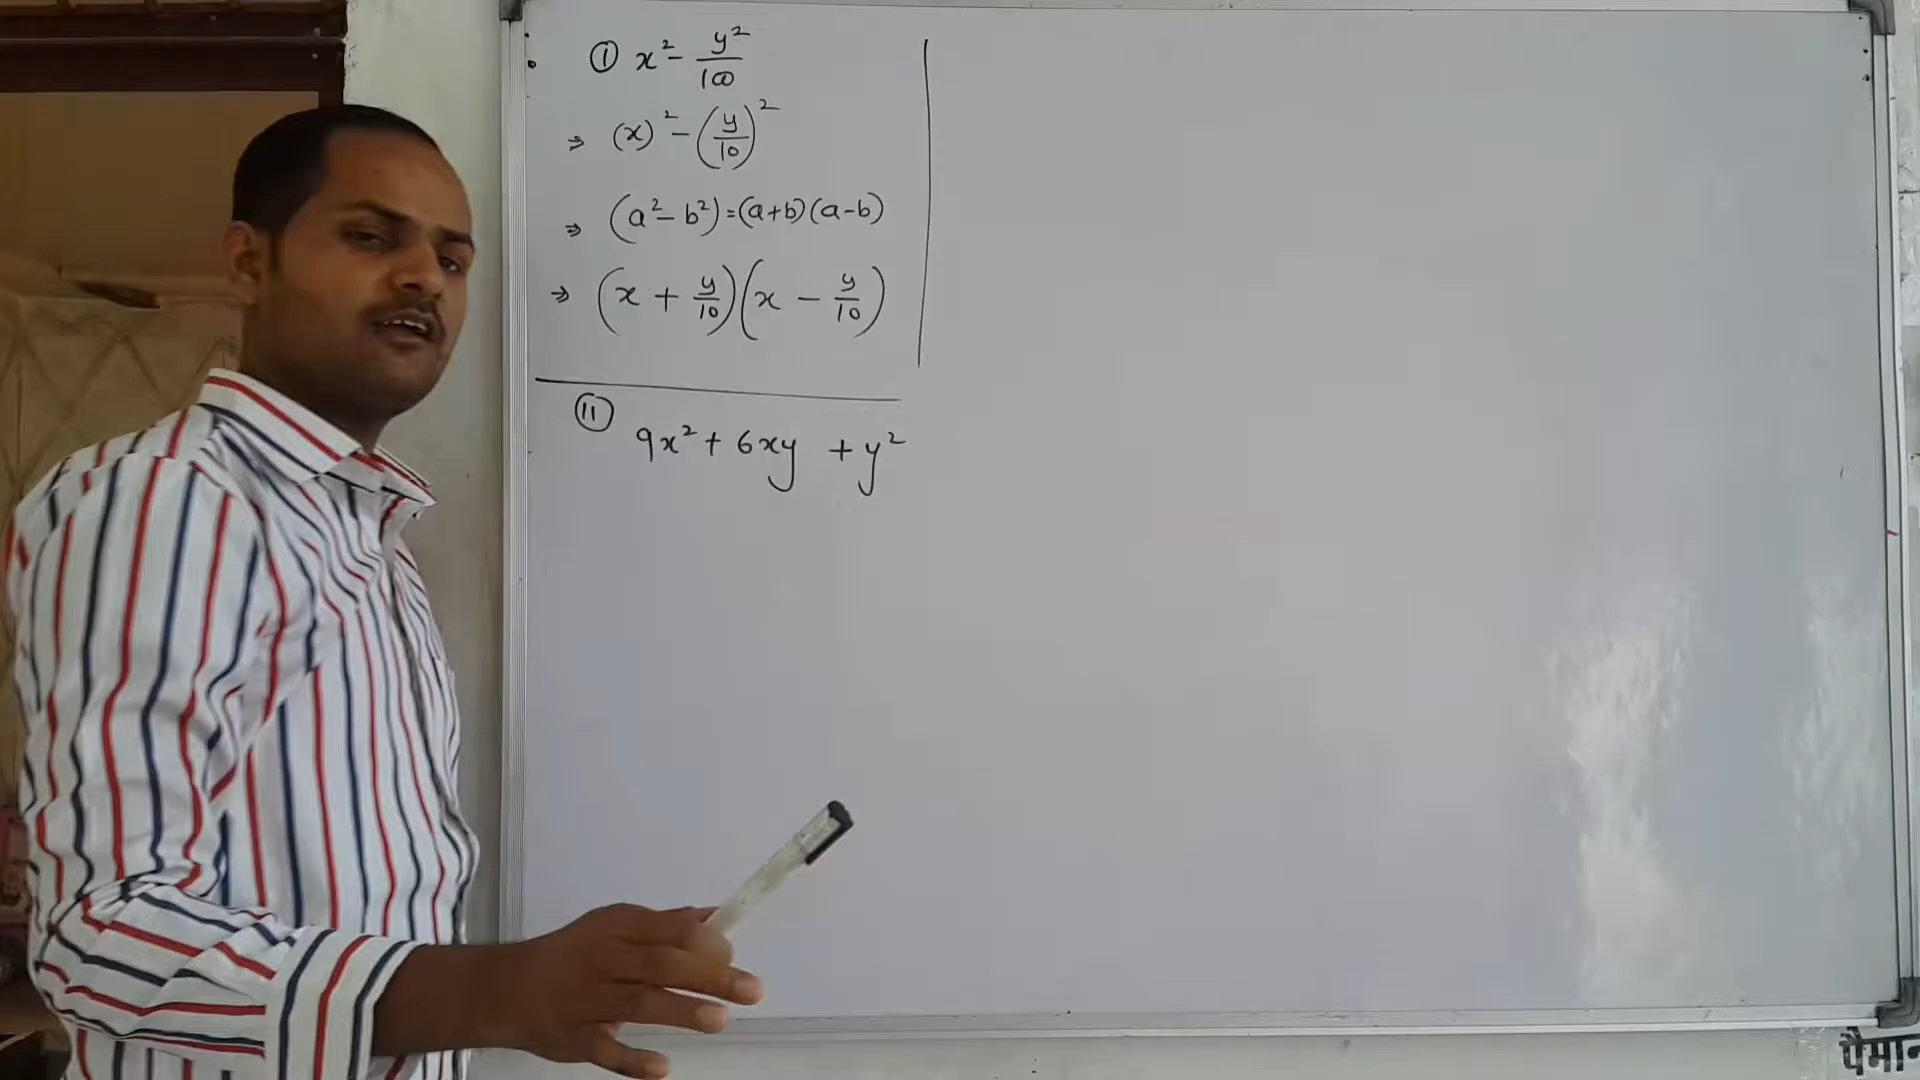 ① x² - y²/100
⇒ (x)² - (y/10)²
⇒ (a² - b²) = (a+b)(a-b)
⇒ (x + y/10)(x - y/10)
⑪ 9x² + 6xy + y²
पैमान